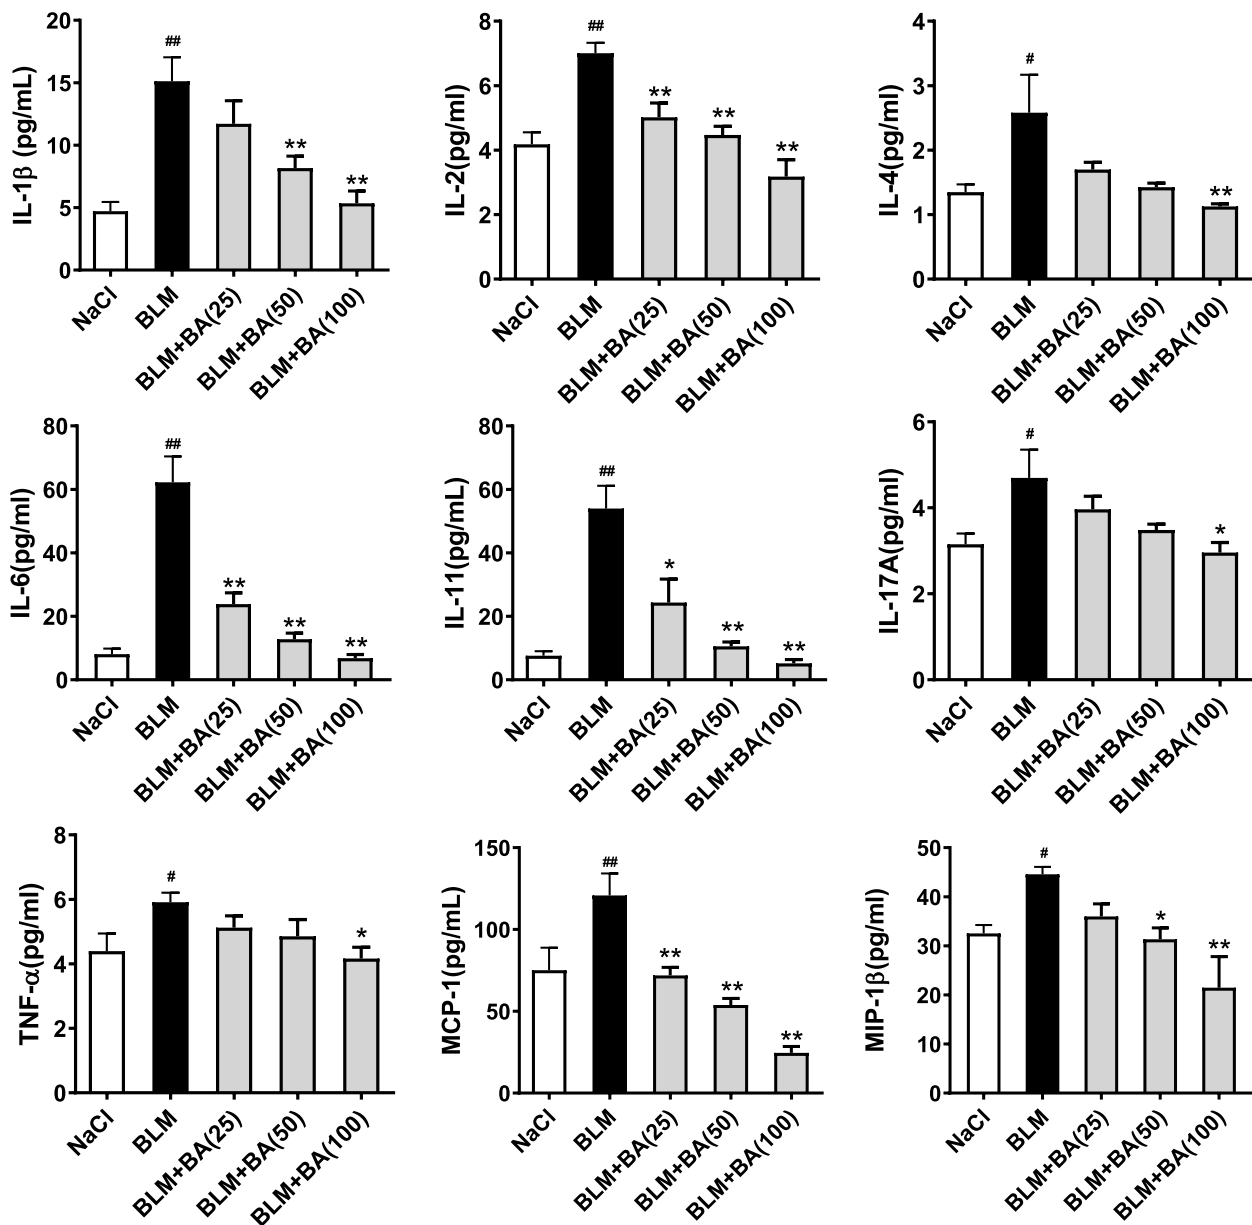 IL-1β (pg/mL)
20
15
10
5
0
##
**
**
NaCl
BLM
BLM+BA(25)
BLM+BA(50)
BLM+BA(100)
IL-2(pg/ml)
8
6
4
2
0
##
**
**
**
NaCl
BLM
BLM+BA(25)
BLM+BA(50)
BLM+BA(100)
IL-4(pg/ml)
4
3
2
1
0
#
**
NaCl
BLM
BLM+BA(25)
BLM+BA(50)
BLM+BA(100)
IL-6(pg/ml)
80
60
40
20
0
##
**
**
**
NaCl
BLM
BLM+BA(25)
BLM+BA(50)
BLM+BA(100)
IL-11(pg/mL)
80
60
40
20
0
##
*
**
**
NaCl
BLM
BLM+BA(25)
BLM+BA(50)
BLM+BA(100)
IL-17A(pg/ml)
6
4
2
0
#
*
NaCl
BLM
BLM+BA(25)
BLM+BA(50)
BLM+BA(100)
TNF-α(pg/ml)
8
6
4
2
0
#
*
NaCl
BLM
BLM+BA(25)
BLM+BA(50)
BLM+BA(100)
MCP-1(pg/mL)
150
100
50
0
##
**
**
**
NaCl
BLM
BLM+BA(25)
BLM+BA(50)
BLM+BA(100)
MIP-1β(pg/ml)
50
40
30
20
10
0
#
*
**
NaCl
BLM
BLM+BA(25)
BLM+BA(50)
BLM+BA(100)